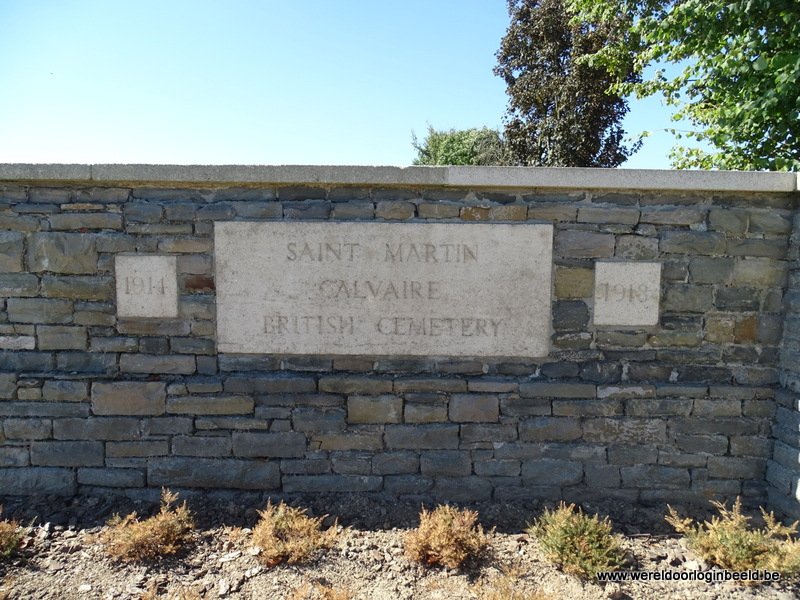 SAINT MARTIN
CALVAIRE
BRITISH CEMETERY
1914
1918
www.wereldoorloginbeeld.be